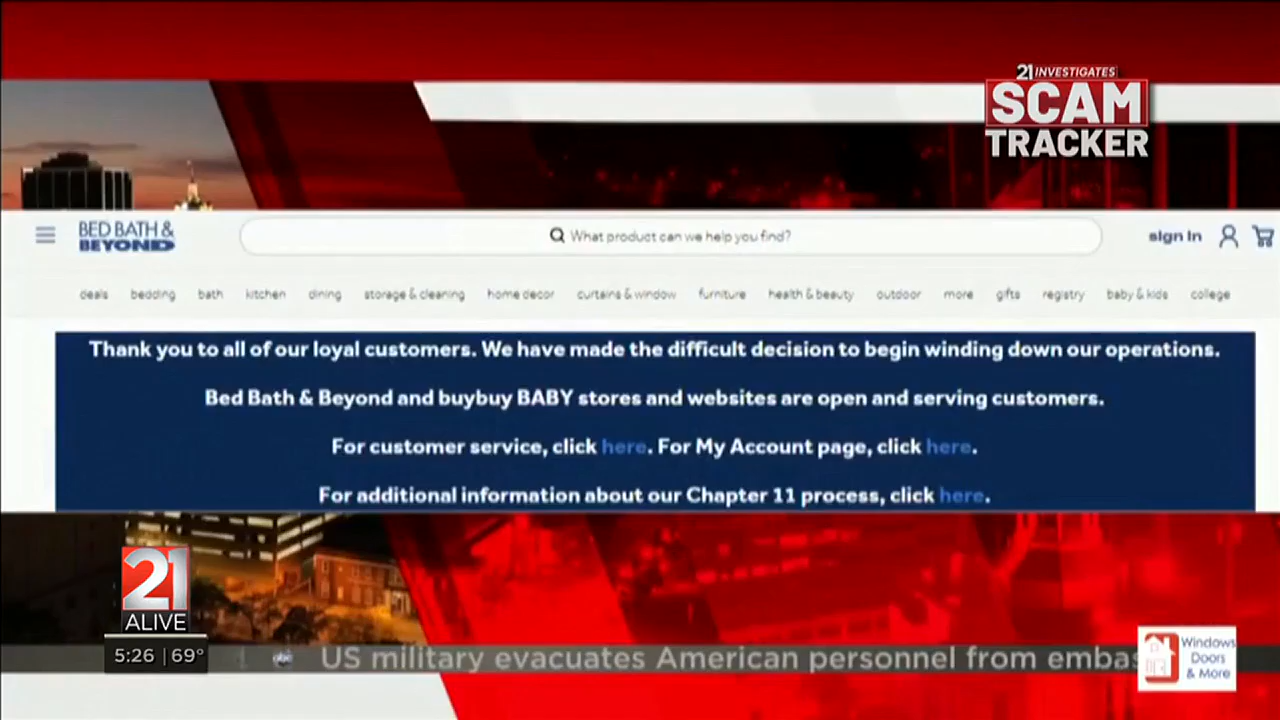 21 INVESTIGATES
SCAM
TRACKER
BED BATH &
BEYOND
What product can we help you find?
sign in
deals bedding bath kitchen dining storage & cleaning home decor curtains & window furniture health & beauty outdoor more gifts registry baby & kids college
Thank you to all of our loyal customers. We have made the difficult decision to begin winding down our operations.
Bed Bath & Beyond and buybuy BABY stores and websites are open and serving customers.
For customer service, click here. For My Account page, click here.
For additional information about our Chapter 11 process, click here.
21
ALIVE
5:26 | 69°
abc
US military evacuates American personnel from embas
Windows
Doors
& More